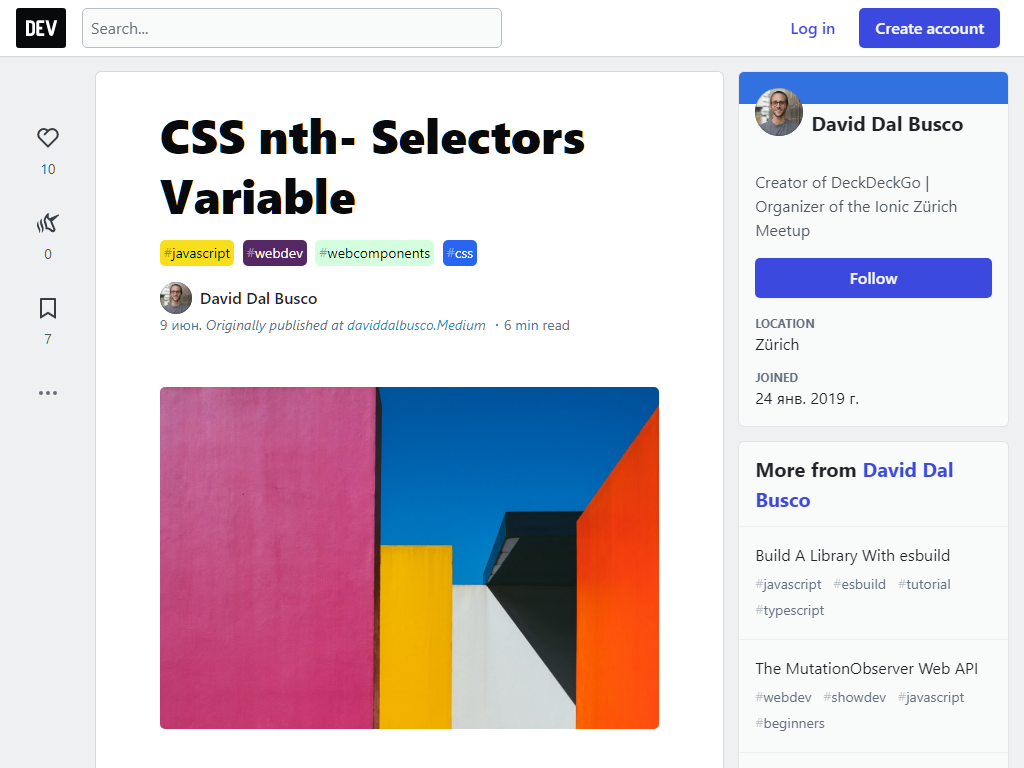 DEV
Search...
Log in
Create account
CSS nth- Selectors
Variable
#javascript #webdev #webcomponents #css
David Dal Busco
9 июн. Originally published at daviddalbusco.Medium ・6 min read
10
0
7
David Dal Busco
Creator of DeckDeckGo |
Organizer of the Ionic Zürich
Meetup
Follow
LOCATION
Zürich
JOINED
24 янв. 2019 г.
More from David Dal
Busco
Build A Library With esbuild
#javascript #esbuild #tutorial
#typescript
The MutationObserver Web API
#webdev #showdev #javascript
#beginners